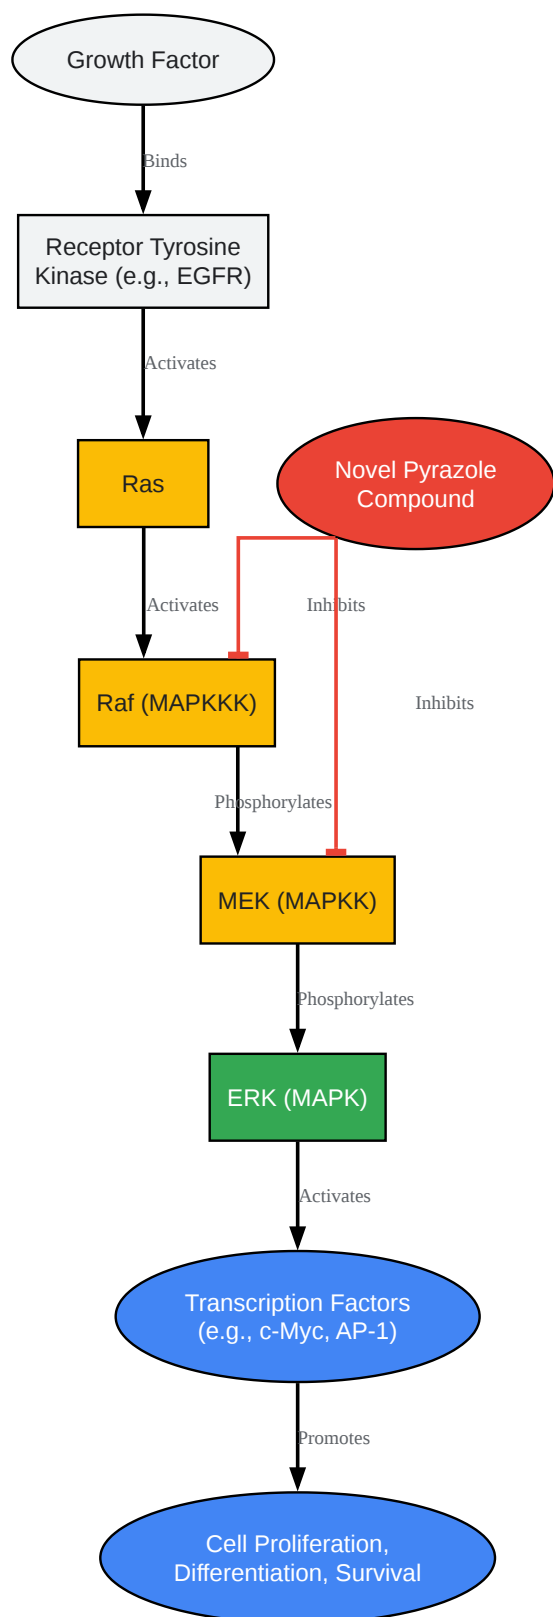 Growth Factor
Binds
Receptor Tyrosine
Kinase (e.g., EGFR)
Activates
Ras
Novel Pyrazole
Compound
Activates
Inhibits
Raf (MAPKKK)
Inhibits
Phosphorylates
MEK (MAPKK)
Phosphorylates
ERK (MAPK)
Activates
Transcription Factors
(e.g., c-Myc, AP-1)
Promotes
Cell Proliferation,
Differentiation, Survival